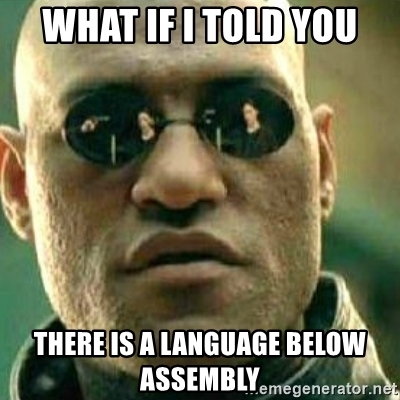 WHAT IF I TOLD YOU
THERE IS A LANGUAGE BELOW
ASSEMBLY
memegenerator.net